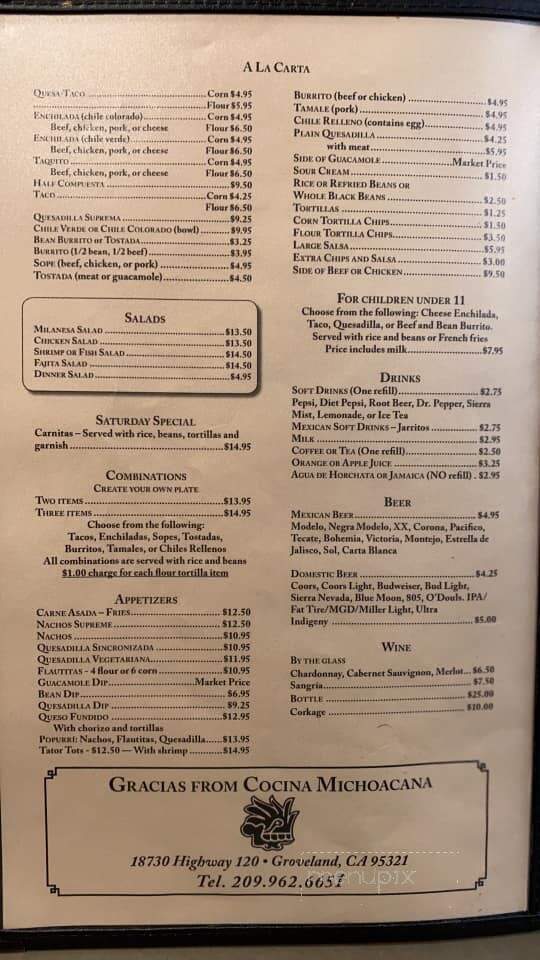 A La Carta
Quesa-Taco ........ Corn $4.95
........ Flour $5.95
Enchilada (chile colorado) ........ Corn $4.95
Beef, chicken, pork, or cheese Flour $6.50
Enchilada (chile verde) ........ Corn $4.95
Beef, chicken, pork, or cheese Flour $6.50
Taquito ........ Corn $4.95
Beef, chicken, pork, or cheese Flour $6.50
Half Compuesta ........ $9.50
Taco ........ Corn $4.25
Flour $6.50
Quesadilla Suprema ........ $9.25
Chile Verde or Chile Colorado (bowl) ........ $9.95
Bean Burrito or Tostada ........ $3.25
Burrito (1/2 bean, 1/2 beef) ........ $3.95
Sope (beef, chicken, or pork) ........ $4.95
Tostada (meat or guacamole) ........ $4.50
Salads
Milanesa Salad ........ $13.50
Chicken Salad ........ $13.50
Shrimp or Fish Salad ........ $14.50
Fajita Salad ........ $14.50
Dinner Salad ........ $4.95
Saturday Special
Carnitas – Served with rice, beans, tortillas and
garnish ........ $14.95
Combinations
Create your own plate
Two items ........ $13.95
Three items ........ $14.95
Choose from the following:
Tacos, Enchiladas, Sopes, Tostadas,
Burritos, Tamales, or Chiles Rellenos
All combinations are served with rice and beans
$1.00 charge for each flour tortilla item
Appetizers
Carne Asada – Fries ........ $12.50
Nachos Supreme ........ $12.50
Nachos ........ $10.95
Quesadilla Sincronizada ........ $10.95
Quesadilla Vegetariana ........ $11.95
Flautitas - 4 flour or 6 corn ........ $10.95
Guacamole Dip ........ Market Price
Bean Dip ........ $6.95
Quesadilla Dip ........ $9.25
Queso Fundido ........ $12.95
With chorizo and tortillas
Popurri: Nachos, Flautitas, Quesadilla ...... $13.95
Tator Tots - $12.50 — With shrimp ........ $14.95
Burrito (beef or chicken) ........ $4.95
Tamale (pork) ........ $4.95
Chile Relleno (contains egg) ........ $4.95
Plain Quesadilla ........ $4.25
with meat ........ $5.95
Side of Guacamole ........ Market Price
Sour Cream ........ $1.50
Rice or Refried Beans or
Whole Black Beans ........ $2.50
Tortillas ........ $1.25
Corn Tortilla Chips ........ $1.50
Flour Tortilla Chips ........ $3.50
Large Salsa ........ $5.95
Extra Chips and Salsa ........ $3.00
Side of Beef or Chicken ........ $9.50
For Children Under 11
Choose from the following: Cheese Enchilada,
Taco, Quesadilla, or Beef and Bean Burrito.
Served with rice and beans or French fries
Price includes milk ........ $7.95
Drinks
Soft Drinks (One refill) ........ $2.75
Pepsi, Diet Pepsi, Root Beer, Dr. Pepper, Sierra
Mist, Lemonade, or Ice Tea
Mexican Soft Drinks – Jarritos ........ $2.75
Milk ........ $2.95
Coffee or Tea (One refill) ........ $2.50
Orange or Apple Juice ........ $3.25
Agua de Horchata or Jamaica (NO refill) . $2.95
Beer
Mexican Beer ........ $4.95
Modelo, Negra Modelo, XX, Corona, Pacifico,
Tecate, Bohemia, Victoria, Montejo, Estrella de
Jalisco, Sol, Carta Blanca
Domestic Beer ........ $4.25
Coors, Coors Light, Budweiser, Bud Light,
Sierra Nevada, Blue Moon, 805, O'Douls. IPA/
Fat Tire/MGD/Miller Light, Ultra
Indigeny ........ $5.00
Wine
By the glass
Chardonnay, Cabernet Sauvignon, Merlot... $6.50
Sangria ........ $7.50
Bottle ........ $25.00
Corkage ........ $10.00
Gracias from Cocina Michoacana
18730 Highway 120 • Groveland, CA 95321
Tel. 209.962.6651
menupix